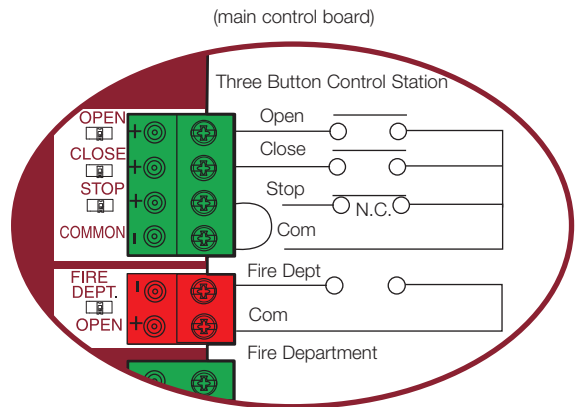 (main control board)
Three Button Control Station
OPEN
+
Open
CLOSE
+
Close
STOP
+
Stop
N.C.
COMMON
-
Com
FIRE
DEPT.
-
Fire Dept
OPEN
+
Com
Fire Department